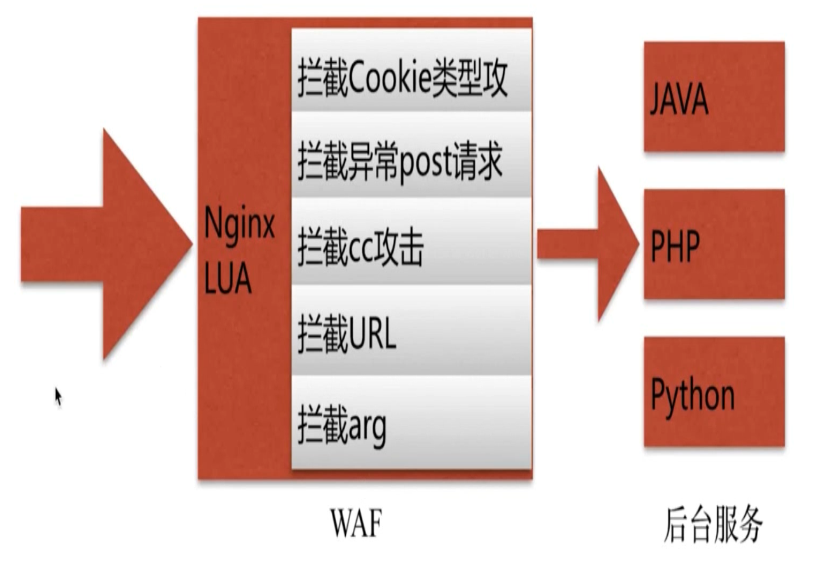 Nginx
LUA
拦截Cookie类型攻
拦截异常post请求
拦截cc攻击
拦截URL
拦截arg
WAF
JAVA
PHP
Python
后台服务